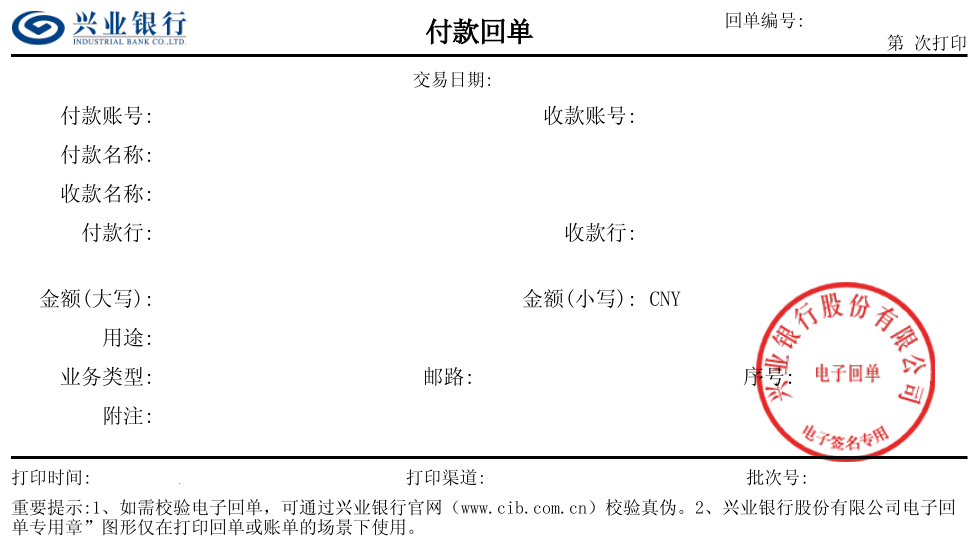 兴业银行
INDUSTRIAL BANK CO.,LTD.
付款回单
回单编号:
第 次打印
交易日期:
付款账号: 收款账号:
付款名称:
收款名称:
付款行: 收款行:
金额(大写): 金额(小写): CNY
用途:
业务类型: 邮路: 序号:
附注:
兴业银行股份有限公司
电子回单
电子签名专用
打印时间: 打印渠道: 批次号:
重要提示:1、如需校验电子回单，可通过兴业银行官网（www.cib.com.cn）校验真伪。2、兴业银行股份有限公司电子回
单专用章”图形仅在打印回单或账单的场景下使用。